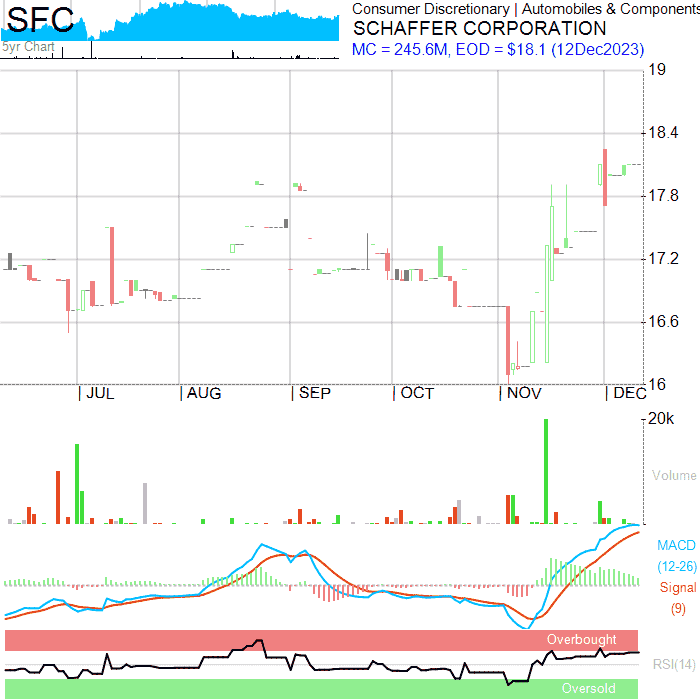 SFC
5yr Chart
Consumer Discretionary | Automobiles & Components
SCHAFFER CORPORATION
MC = 245.6M, EOD = $18.1 (12Dec2023)
19
18.4
17.8
17.2
16.6
16
| JUL | AUG | SEP | OCT | NOV | DEC
20k
Volume
MACD
(12-26)
Signal
(9)
Overbought
RSI(14)
Oversold